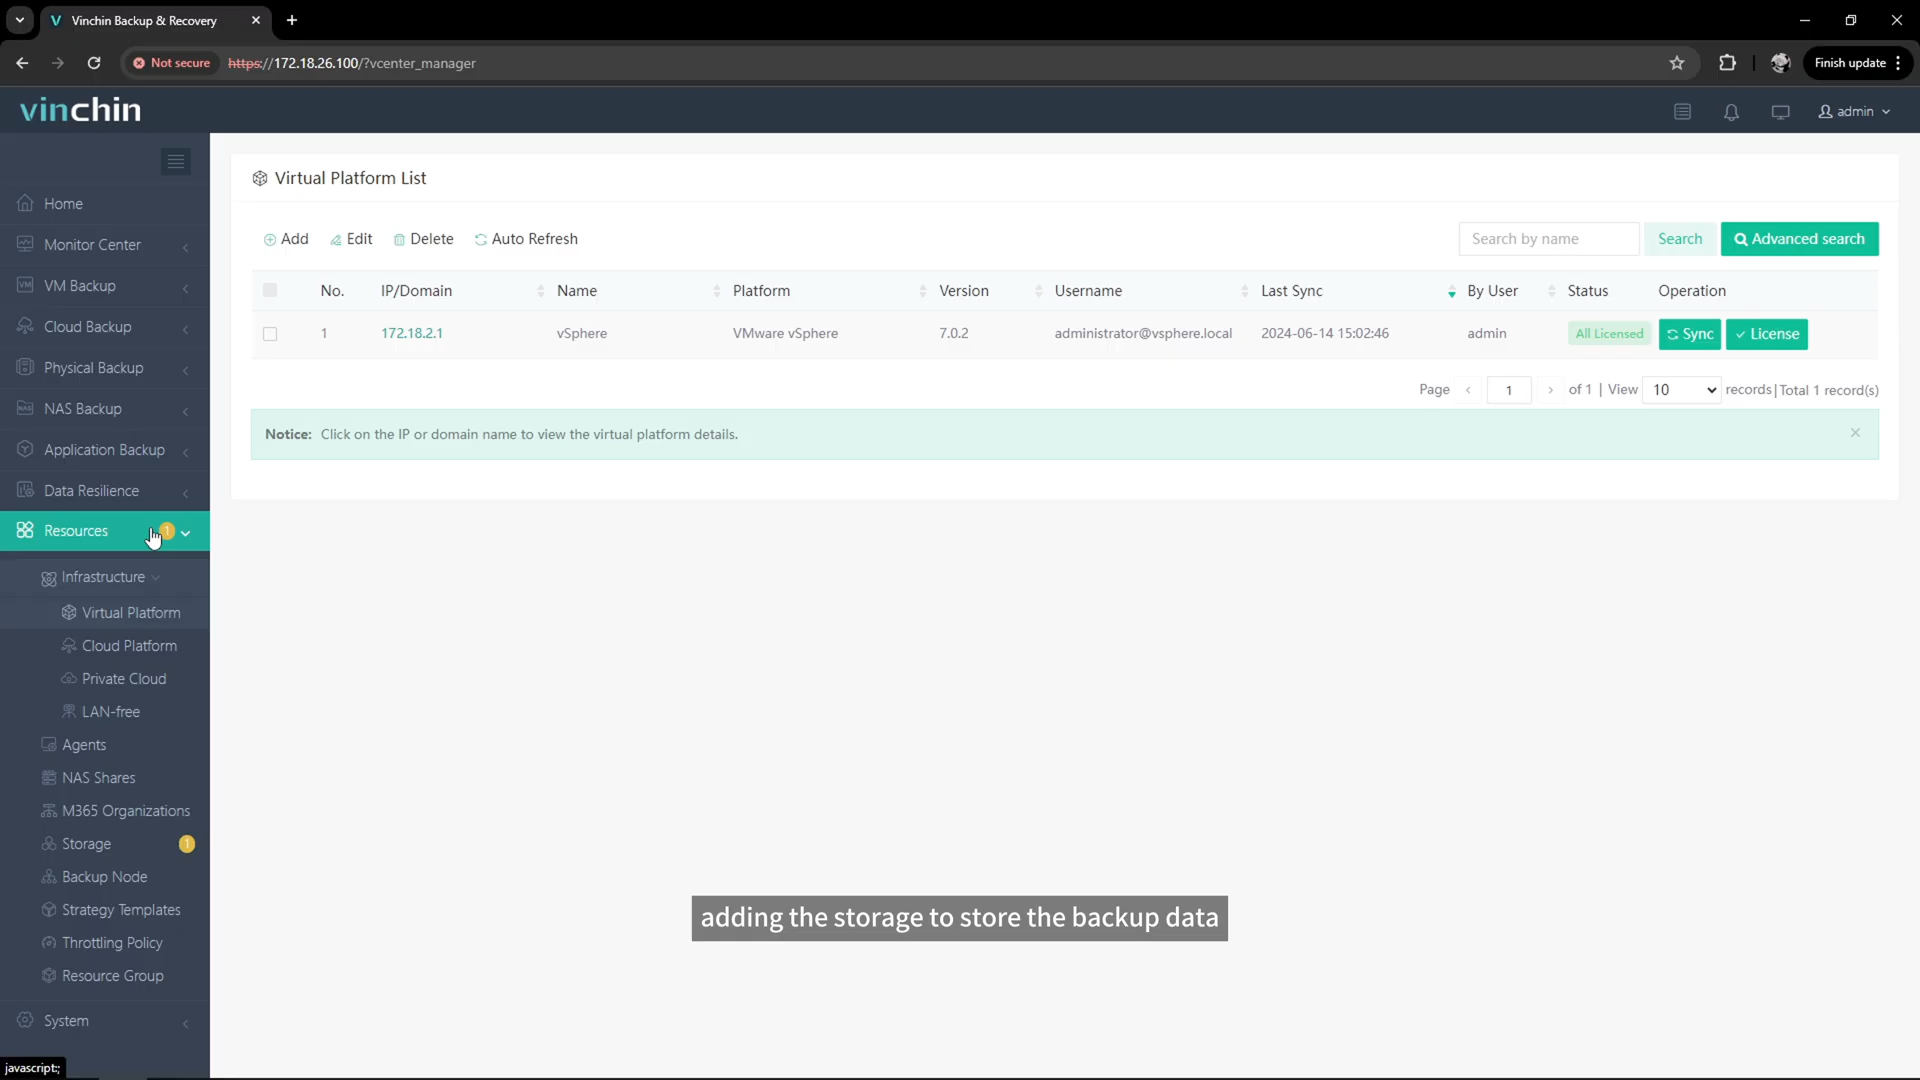 Vinchin Backup & Recovery
Not secure
https://172.18.26.100/?vcenter_manager
Finish update
vinchin
admin
Home
Monitor Center
VM Backup
Cloud Backup
Physical Backup
NAS Backup
Application Backup
Data Resilience
Resources 1
Infrastructure
Virtual Platform
Cloud Platform
Private Cloud
LAN-free
Agents
NAS Shares
M365 Organizations
Storage 1
Backup Node
Strategy Templates
Throttling Policy
Resource Group
System
Virtual Platform List
Add Edit Delete Auto Refresh Search by name Search Advanced search
No. IP/Domain Name Platform Version Username Last Sync By User Status Operation
1 172.18.2.1 vSphere VMware vSphere 7.0.2 administrator@vsphere.local 2024-06-14 15:02:46 admin All Licensed Sync License
Page < 1 > of 1 | View 10 records | Total 1 record(s)
Notice: Click on the IP or domain name to view the virtual platform details.
adding the storage to store the backup data
javascript:;